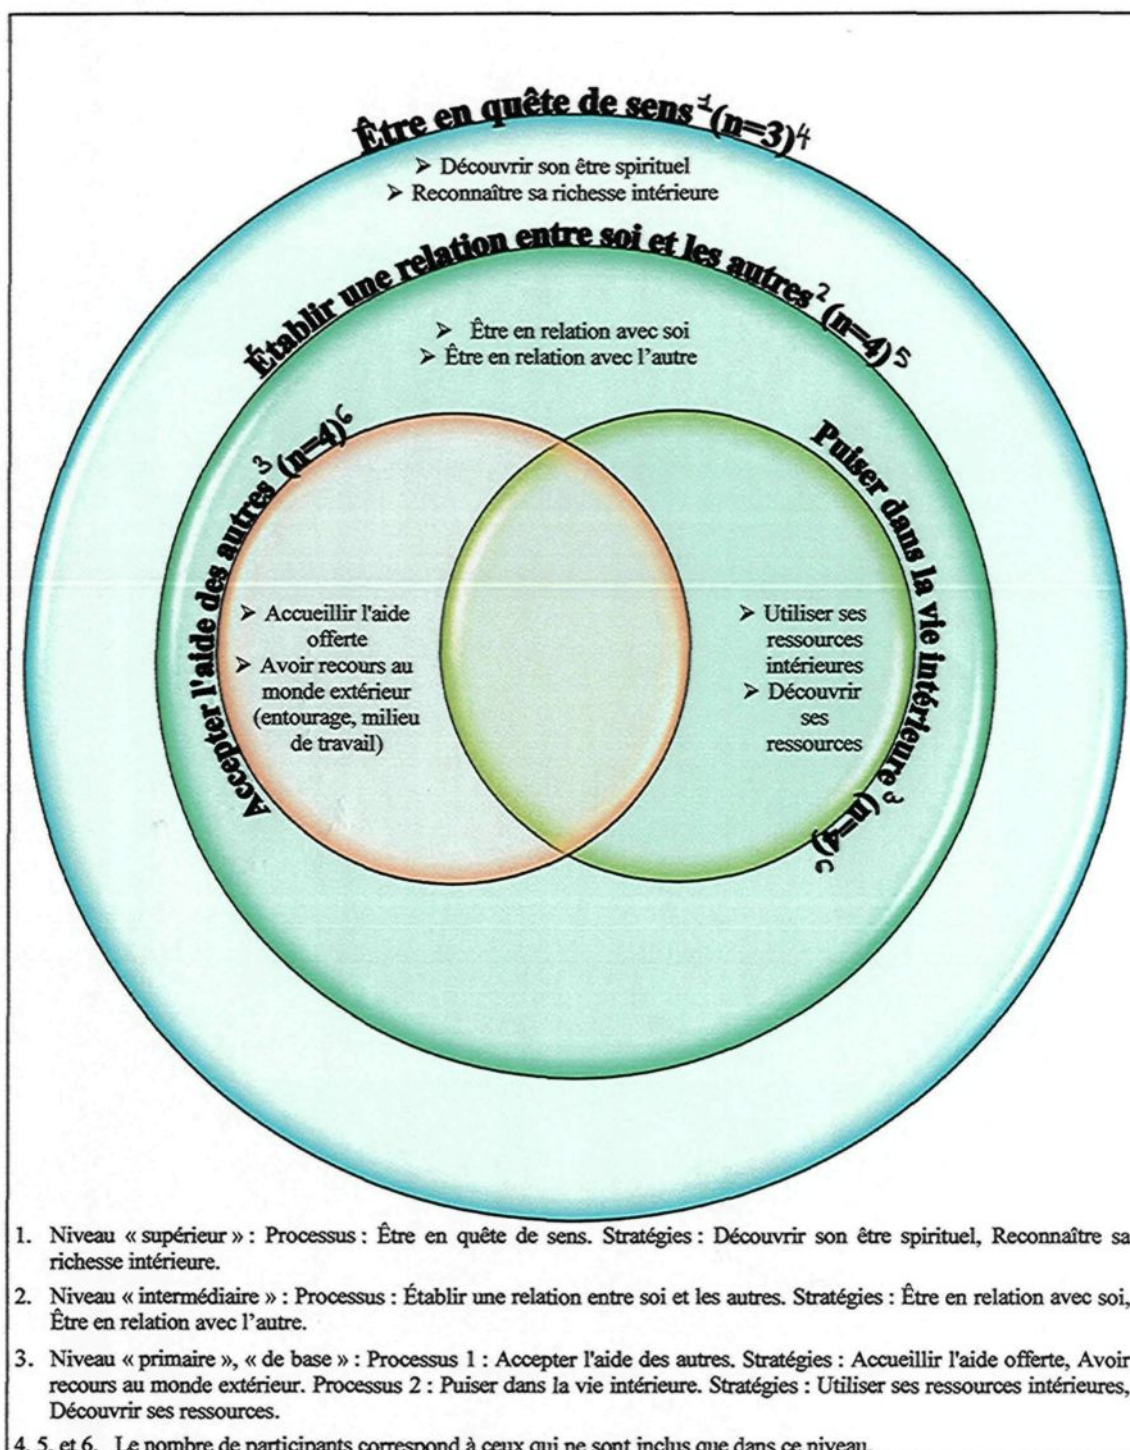 Être en quête de sens¹ (n=3)⁴
➢ Découvrir son être spirituel
➢ Reconnaître sa richesse intérieure
Établir une relation entre soi et les autres² (n=4)⁵
➢ Être en relation avec soi
➢ Être en relation avec l’autre
Accepter l'aide des autres³ (n=4)⁶
➢ Accueillir l'aide
offerte
➢ Avoir recours au
monde extérieur
(entourage, milieu
de travail)
Puiser dans la vie intérieure³ (n=4)⁶
➢ Utiliser ses
ressources
intérieures
➢ Découvrir
ses
ressources
1. Niveau « supérieur » : Processus : Être en quête de sens. Stratégies : Découvrir son être spirituel, Reconnaître sa
richesse intérieure.
2. Niveau « intermédiaire » : Processus : Établir une relation entre soi et les autres. Stratégies : Être en relation avec soi,
Être en relation avec l’autre.
3. Niveau « primaire », « de base » : Processus 1 : Accepter l'aide des autres. Stratégies : Accueillir l'aide offerte, Avoir
recours au monde extérieur. Processus 2 : Puiser dans la vie intérieure. Stratégies : Utiliser ses ressources intérieures,
Découvrir ses ressources.
4, 5, et 6. Le nombre de participants correspond à ceux qui ne sont inclus que dans ce niveau.